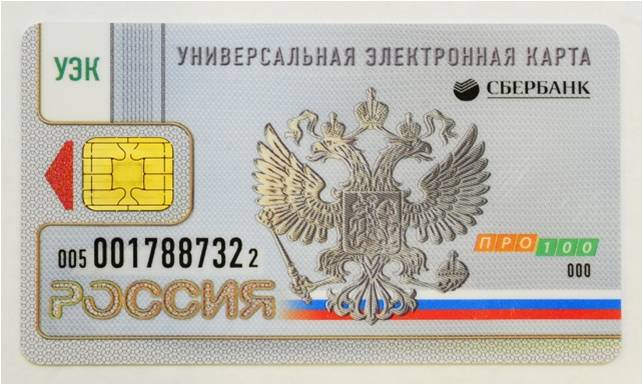 УЭК
УНИВЕРСАЛЬНАЯ ЭЛЕКТРОННАЯ КАРТА
СБЕРБАНК
005 001788732 2
ПРО100
000
РОССИЯ